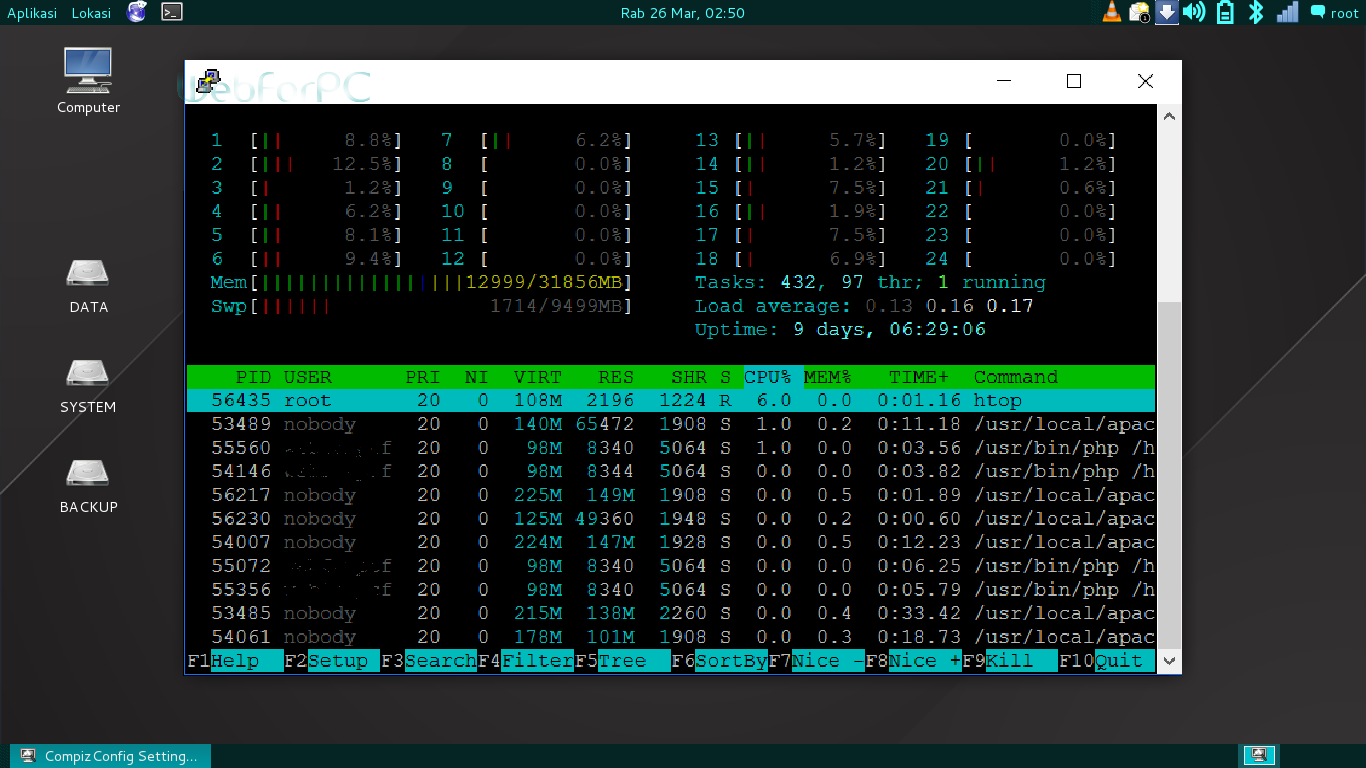 Aplikasi Lokasi Rab 26 Mar, 02:50 1 root
Computer
DATA
SYSTEM
BACKUP
WebForPC
1 [|| 8.8%] 7 [|| 6.2%] 13 [|| 5.7%] 19 [ 0.0%]
2 [||| 12.5%] 8 [ 0.0%] 14 [|| 1.2%] 20 [|| 1.2%]
3 [| 1.2%] 9 [ 0.0%] 15 [| 7.5%] 21 [| 0.6%]
4 [|| 6.2%] 10 [ 0.0%] 16 [|| 1.9%] 22 [ 0.0%]
5 [|| 8.1%] 11 [ 0.0%] 17 [| 7.5%] 23 [ 0.0%]
6 [|| 9.4%] 12 [ 0.0%] 18 [|| 6.9%] 24 [ 0.0%]
Mem[|||||||||||||||||12999/31856MB] Tasks: 432, 97 thr; 1 running
Swp[|||||| 1714/9499MB] Load average: 0.13 0.16 0.17
Uptime: 9 days, 06:29:06
PID USER PRI NI VIRT RES SHR S CPU% MEM% TIME+ Command
56435 root 20 0 108M 2196 1224 R 6.0 0.0 0:01.16 htop
53489 nobody 20 0 140M 65472 1908 S 1.0 0.2 0:11.18 /usr/local/apac
55560 20 0 98M 8340 5064 S 1.0 0.0 0:03.56 /usr/bin/php /h
54146 20 0 98M 8344 5064 S 0.0 0.0 0:03.82 /usr/bin/php /h
56217 nobody 20 0 225M 149M 1908 S 0.0 0.5 0:01.89 /usr/local/apac
56230 nobody 20 0 125M 49360 1948 S 0.0 0.2 0:00.60 /usr/local/apac
54007 nobody 20 0 224M 147M 1928 S 0.0 0.5 0:12.23 /usr/local/apac
55072 20 0 98M 8340 5064 S 0.0 0.0 0:06.25 /usr/bin/php /h
55356 20 0 98M 8340 5064 S 0.0 0.0 0:05.79 /usr/bin/php /h
53485 nobody 20 0 215M 138M 2260 S 0.0 0.4 0:33.42 /usr/local/apac
54061 nobody 20 0 178M 101M 1908 S 0.0 0.3 0:18.73 /usr/local/apac
F1Help F2Setup F3SearchF4FilterF5Tree F6SortByF7Nice -F8Nice +F9Kill F10Quit
CompizConfig Setting...